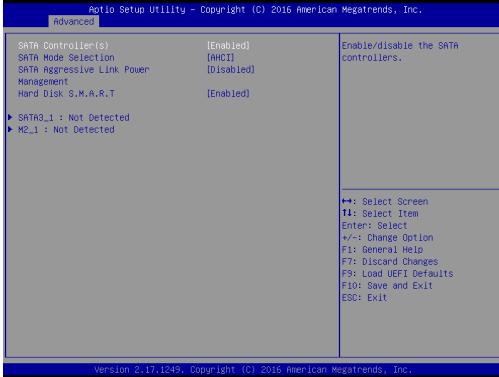 Aptio Setup Utility – Copyright (C) 2016 American Megatrends, Inc.
Advanced
SATA Controller(s) [Enabled]
SATA Mode Selection [AHCI]
SATA Aggressive Link Power Management [Disabled]
Hard Disk S.M.A.R.T [Enabled]
▶ SATA3_1 : Not Detected
▶ M2_1 : Not Detected
Enable/disable the SATA
controllers.
↔: Select Screen
↑↓: Select Item
Enter: Select
+/-: Change Option
F1: General Help
F7: Discard Changes
F9: Load UEFI Defaults
F10: Save and Exit
ESC: Exit
Version 2.17.1249. Copyright (C) 2016 American Megatrends, Inc.